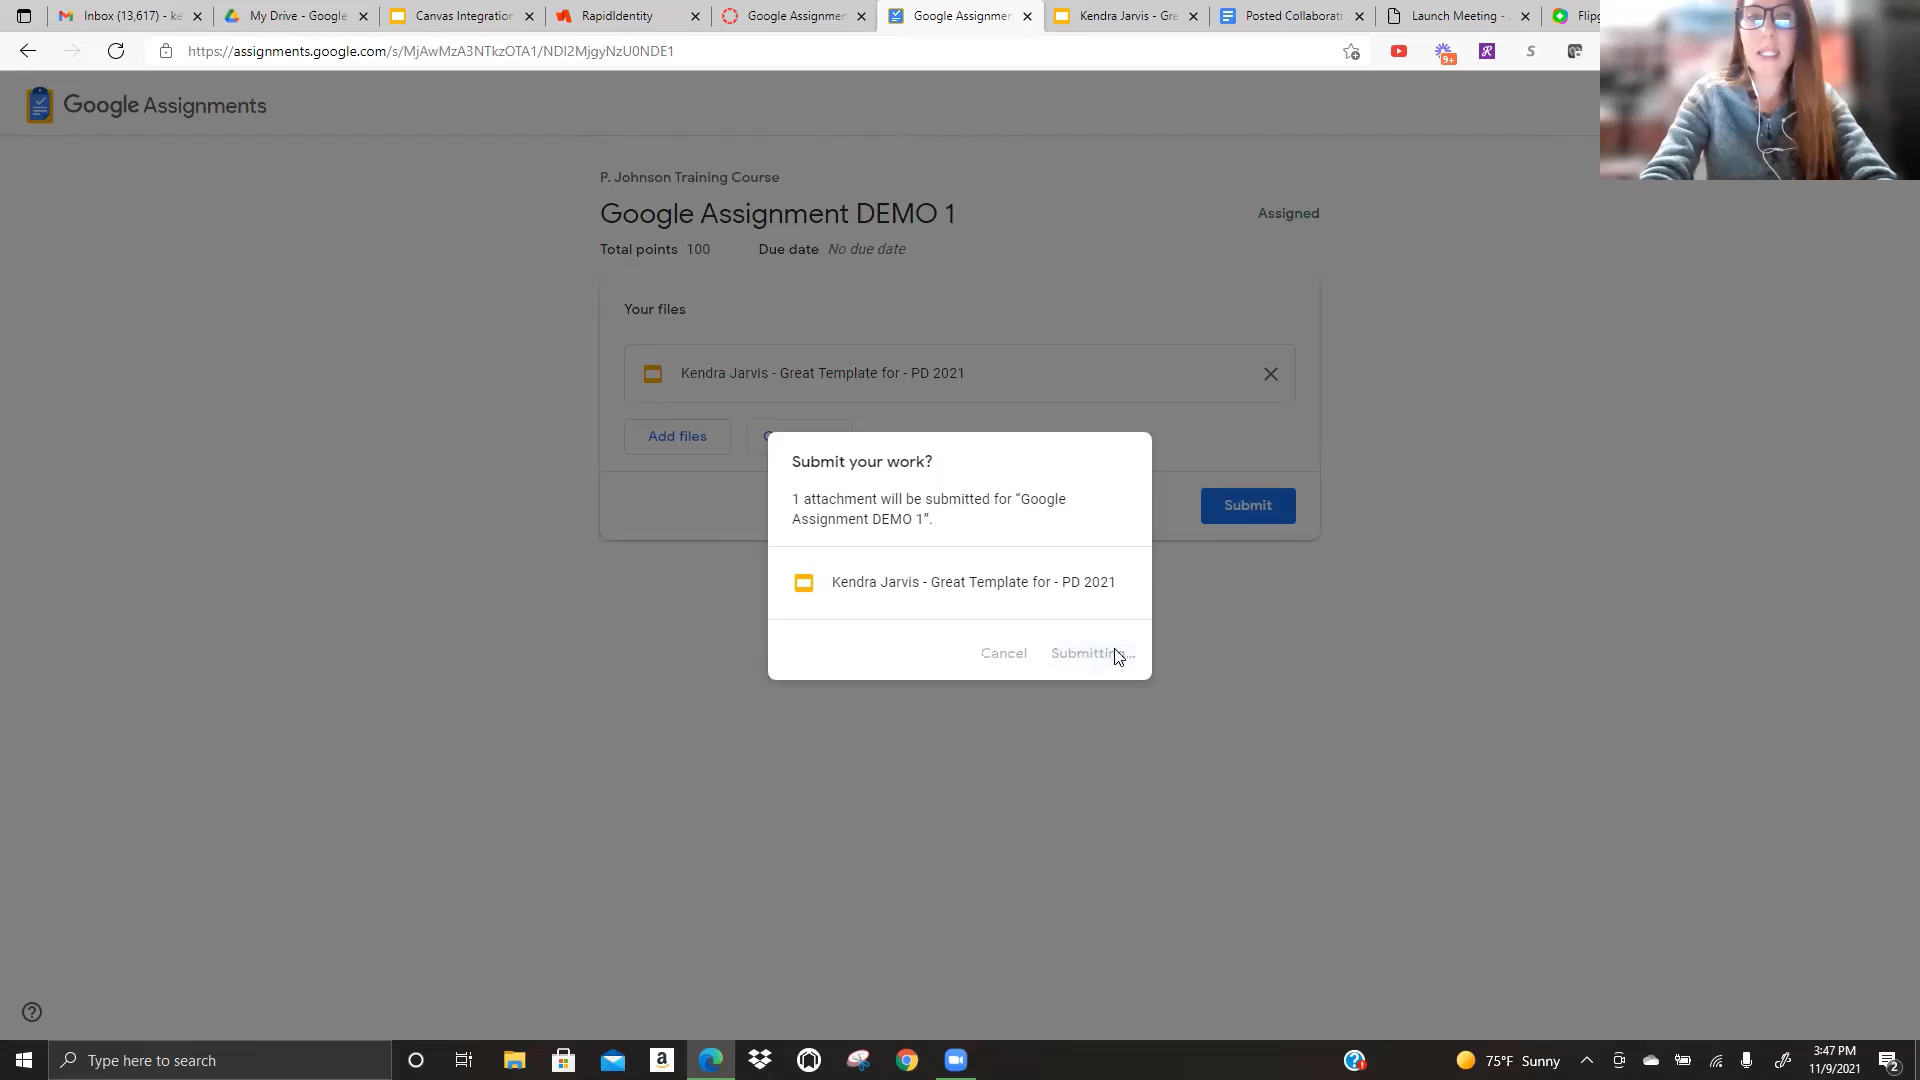 Inbox (13,617) - ke
My Drive - Google
Canvas Integration
RapidIdentity
Google Assignmen
Google Assignmen
Kendra Jarvis - Gre
Posted Collaborati
Launch Meeting -
Flipg
https://assignments.google.com/s/MjAwMzA3NTkzOTA1/NDI2MjgyNzU0NDE1
9+
Google Assignments
P. Johnson Training Course
Google Assignment DEMO 1
Assigned
Total points 100 Due date No due date
Your files
Kendra Jarvis - Great Template for - PD 2021
Add files
Submit
Submit your work?
1 attachment will be submitted for “Google
Assignment DEMO 1”.
Kendra Jarvis - Great Template for - PD 2021
Cancel Submitting...
Type here to search
75°F Sunny
3:47 PM
11/9/2021
2